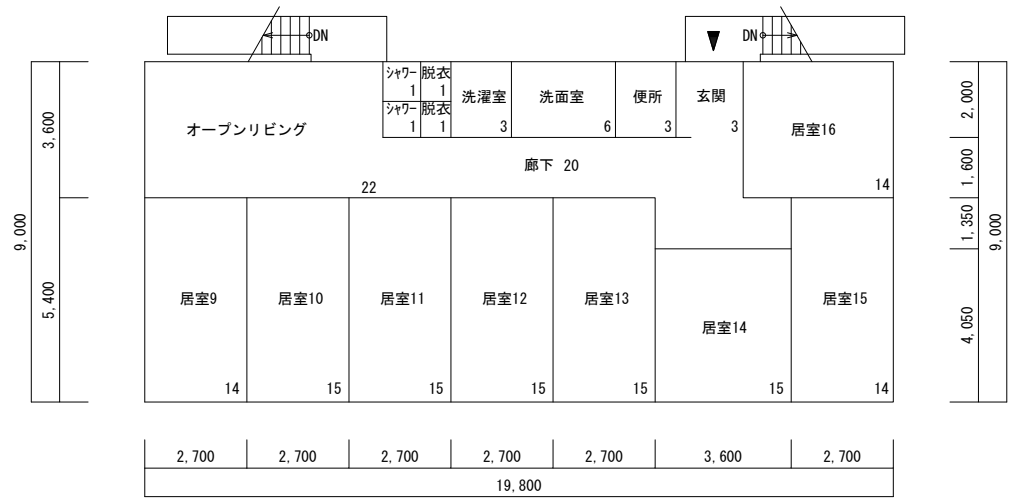 DN
DN
シャワー
1
脱衣
1
シャワー
1
脱衣
1
洗濯室
3
洗面室
6
便所
3
玄関
3
オープンリビング
22
居室16
14
廊下 20
居室9
14
居室10
15
居室11
15
居室12
15
居室13
15
居室14
15
居室15
14
3,600
5,400
9,000
2,000
1,600
1,350
4,050
9,000
2,700
2,700
2,700
2,700
2,700
3,600
2,700
19,800